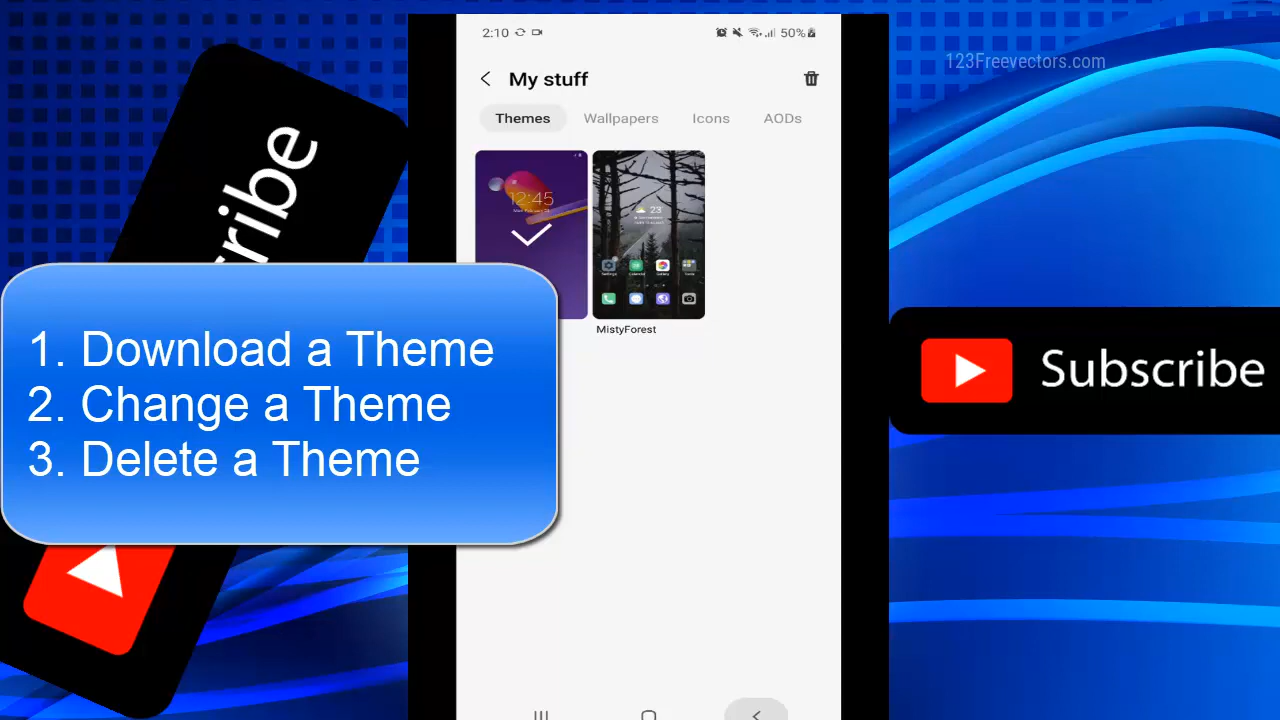 2:10
50%
123Freevectors.com
My stuff
Themes Wallpapers Icons AODs
cribe
12:45
23°
MistyForest
1. Download a Theme
2. Change a Theme
3. Delete a Theme
Subscribe